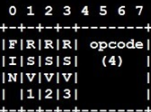 0 1 2 3 4 5 6 7
+-+-+-+-+-+-+-+-+
|F|R|R|R| opcode|
|I|S|S|S| (4)
|N|V|V|V|
| |1|2|3|
+-+-+-+-+